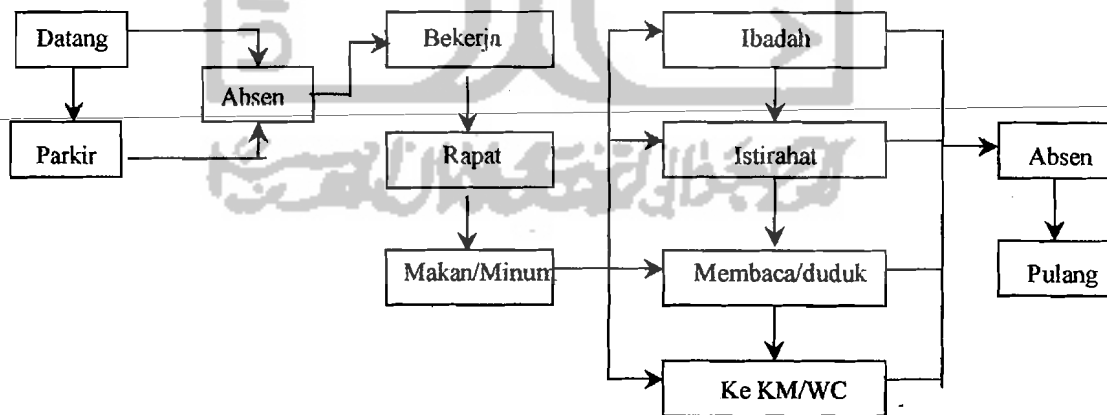 Datang
Parkir
Absen
Bekerja
Rapat
Makan/Minum
Ibadah
Istirahat
Membaca/duduk
Ke KM/WC
Absen
Pulang